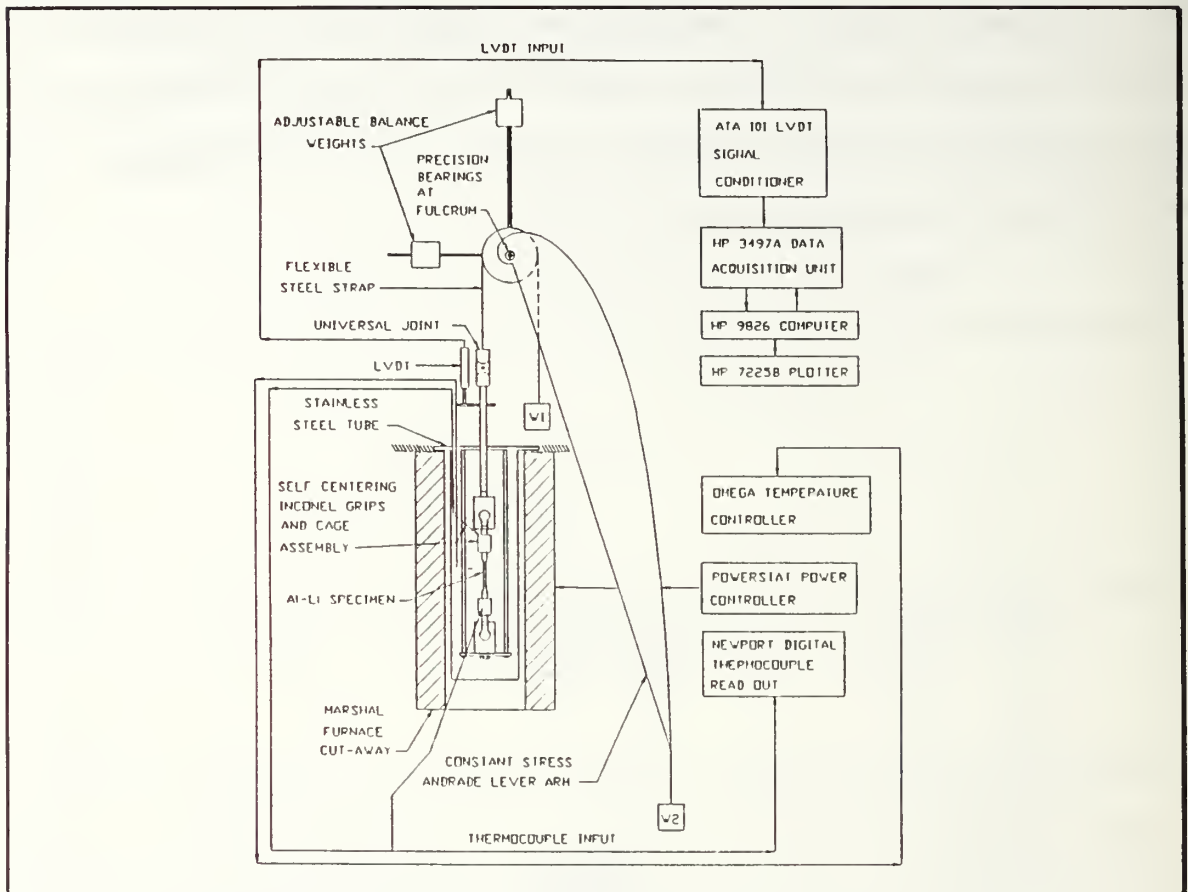 LVDT INPUT
ADJUSTABLE BALANCE
WEIGHTS
PRECISION
BEARINGS
AT
FULCRUM
FLEXIBLE
STEEL STRAP
UNIVERSAL JOINT
LVDT
STAINLESS
STEEL TUBE
SELF CENTERING
INCONEL GRIPS
AND CAGE
ASSEMBLY
Al-Li SPECIMEN
MARSHAL
FURNACE
CUT-AWAY
CONSTANT STRESS
ANDRADE LEVER ARM
W1
W2
THERMOCOUPLE INPUT
ATA 101 LVDT
SIGNAL
CONDITIONER
HP 3497A DATA
ACQUISITION UNIT
HP 9826 COMPUTER
HP 7225B PLOTTER
OMEGA TEMPERATURE
CONTROLLER
POWERSTAT POWER
CONTROLLER
NEWPORT DIGITAL
THERMOCOUPLE
READ OUT